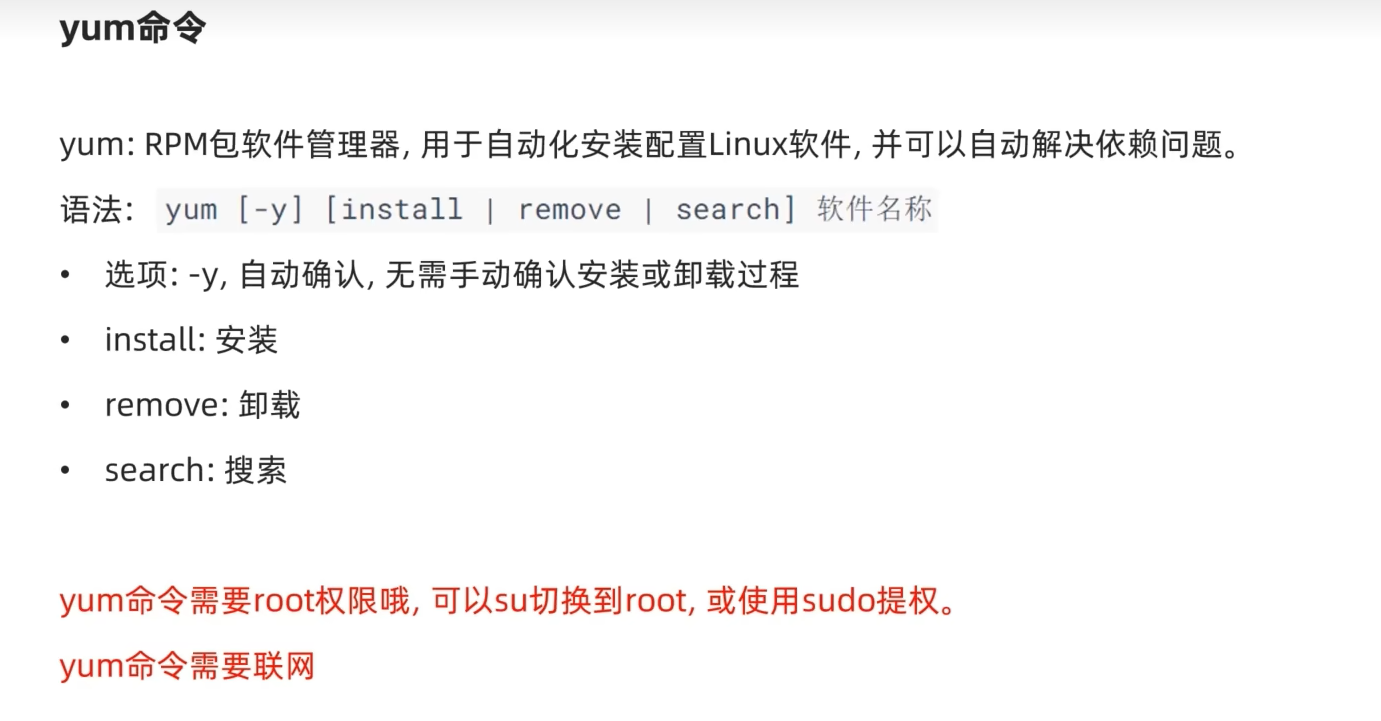 yum命令
yum: RPM包软件管理器, 用于自动化安装配置Linux软件, 并可以自动解决依赖问题。
语法: yum [-y] [install | remove | search] 软件名称
• 选项: -y, 自动确认, 无需手动确认安装或卸载过程
• install: 安装
• remove: 卸载
• search: 搜索
yum命令需要root权限哦, 可以su切换到root, 或使用sudo提权。
yum命令需要联网